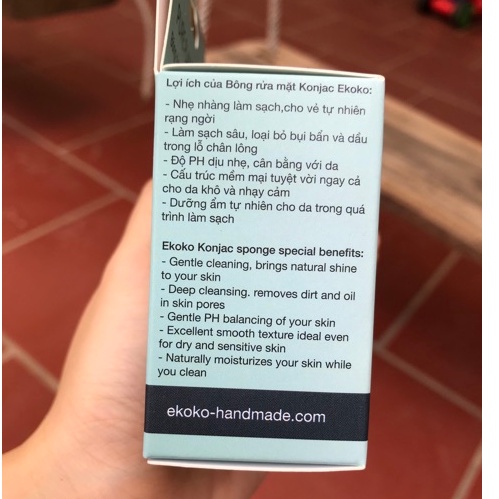 Lợi ích của Bông rửa mặt Konjac Ekoko:
- Nhẹ nhàng làm sạch,cho vẻ tự nhiên
rạng ngời
- Làm sạch sâu, loại bỏ bụi bẩn và dầu
trong lỗ chân lông
- Độ PH dịu nhẹ, cân bằng với da
- Cấu trúc mềm mại tuyệt vời ngay cả
cho da khô và nhạy cảm
- Dưỡng ẩm tự nhiên cho da trong quá
trình làm sạch
Ekoko Konjac sponge special benefits:
- Gentle cleaning, brings natural shine
to your skin
- Deep cleansing. removes dirt and oil
in skin pores
- Gentle PH balancing of your skin
- Excellent smooth texture ideal even
for dry and sensitive skin
- Naturally moisturizes your skin while
you clean
ekoko-handmade.com